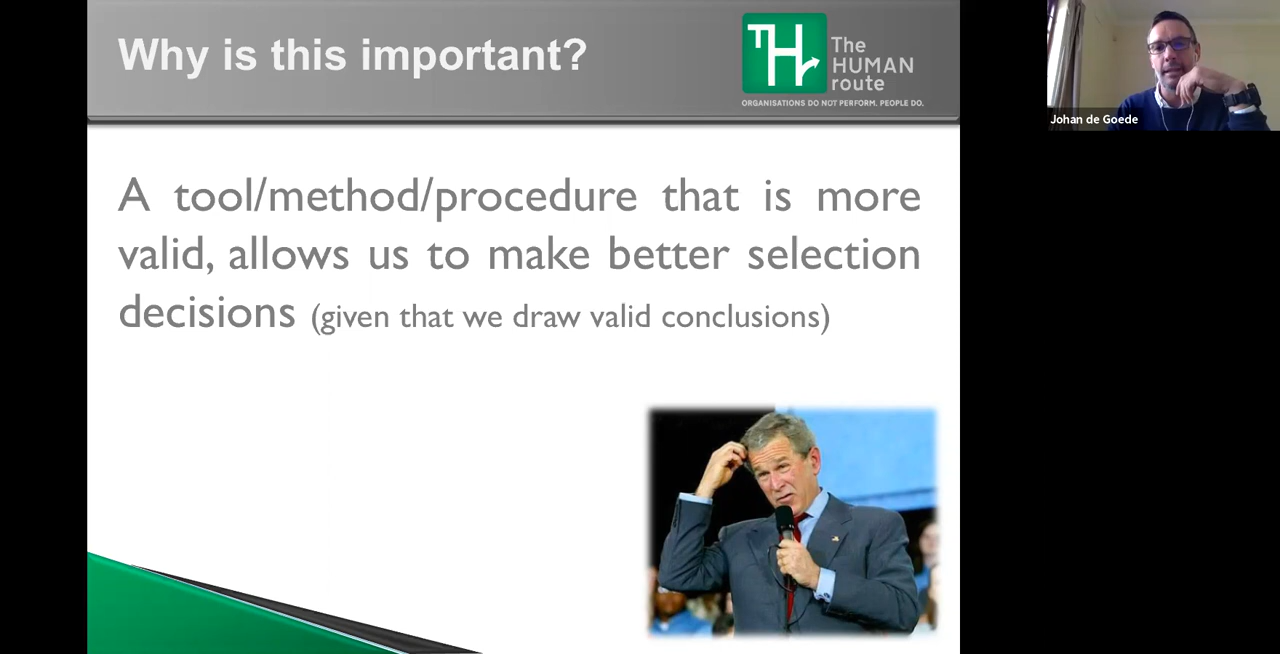 Why is this important?
TH
The
HUMAN
route
ORGANISATIONS DO NOT PERFORM. PEOPLE DO.
Johan de Goede
A tool/method/procedure that is more
valid, allows us to make better selection
decisions (given that we draw valid conclusions)